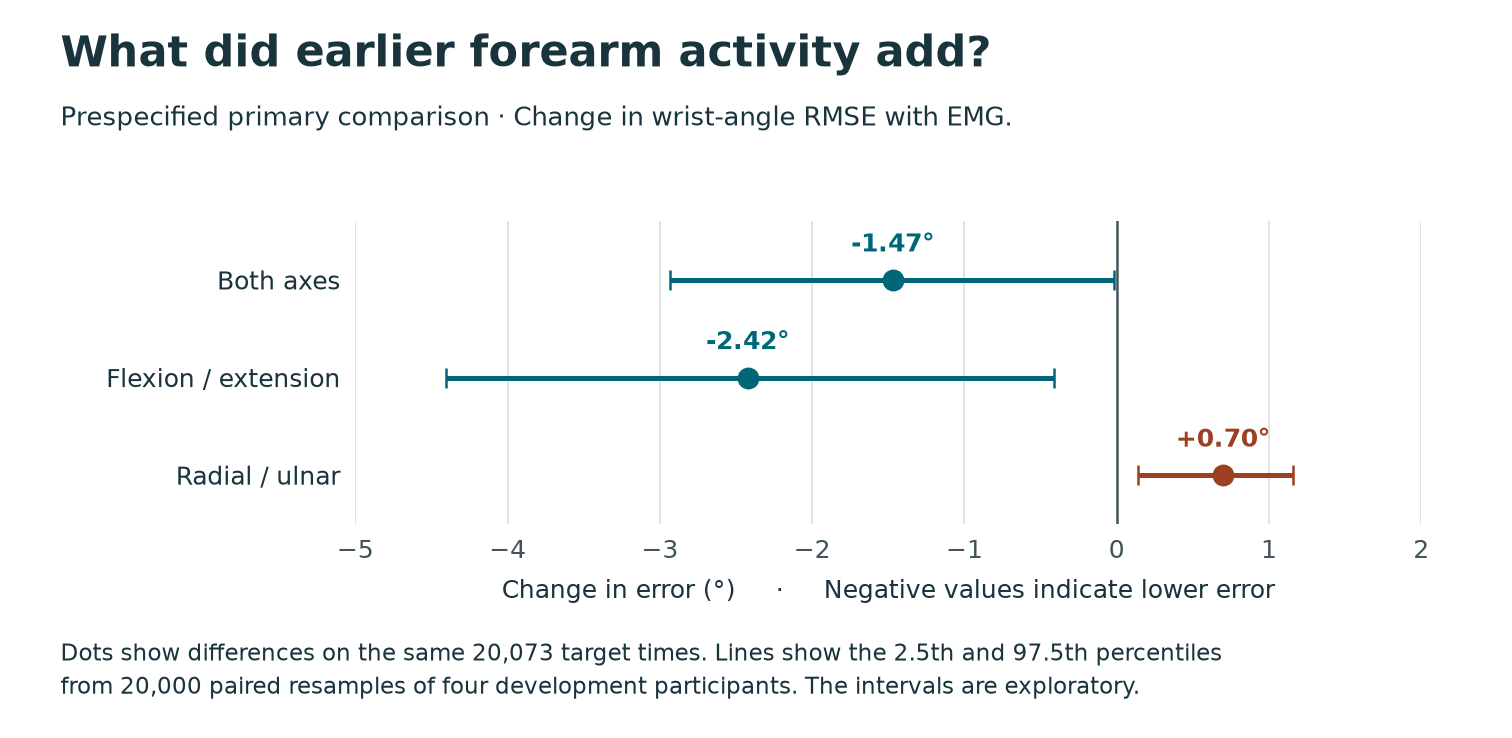 What did earlier forearm activity add?
Prespecified primary comparison · Change in wrist-angle RMSE with EMG.
-1.47°
Both axes
-2.42°
Flexion / extension
+0.70°
Radial / ulnar
−5 −4 −3 −2 −1 0 1 2
Change in error (°) · Negative values indicate lower error
Dots show differences on the same 20,073 target times. Lines show the 2.5th and 97.5th percentiles
from 20,000 paired resamples of four development participants. The intervals are exploratory.